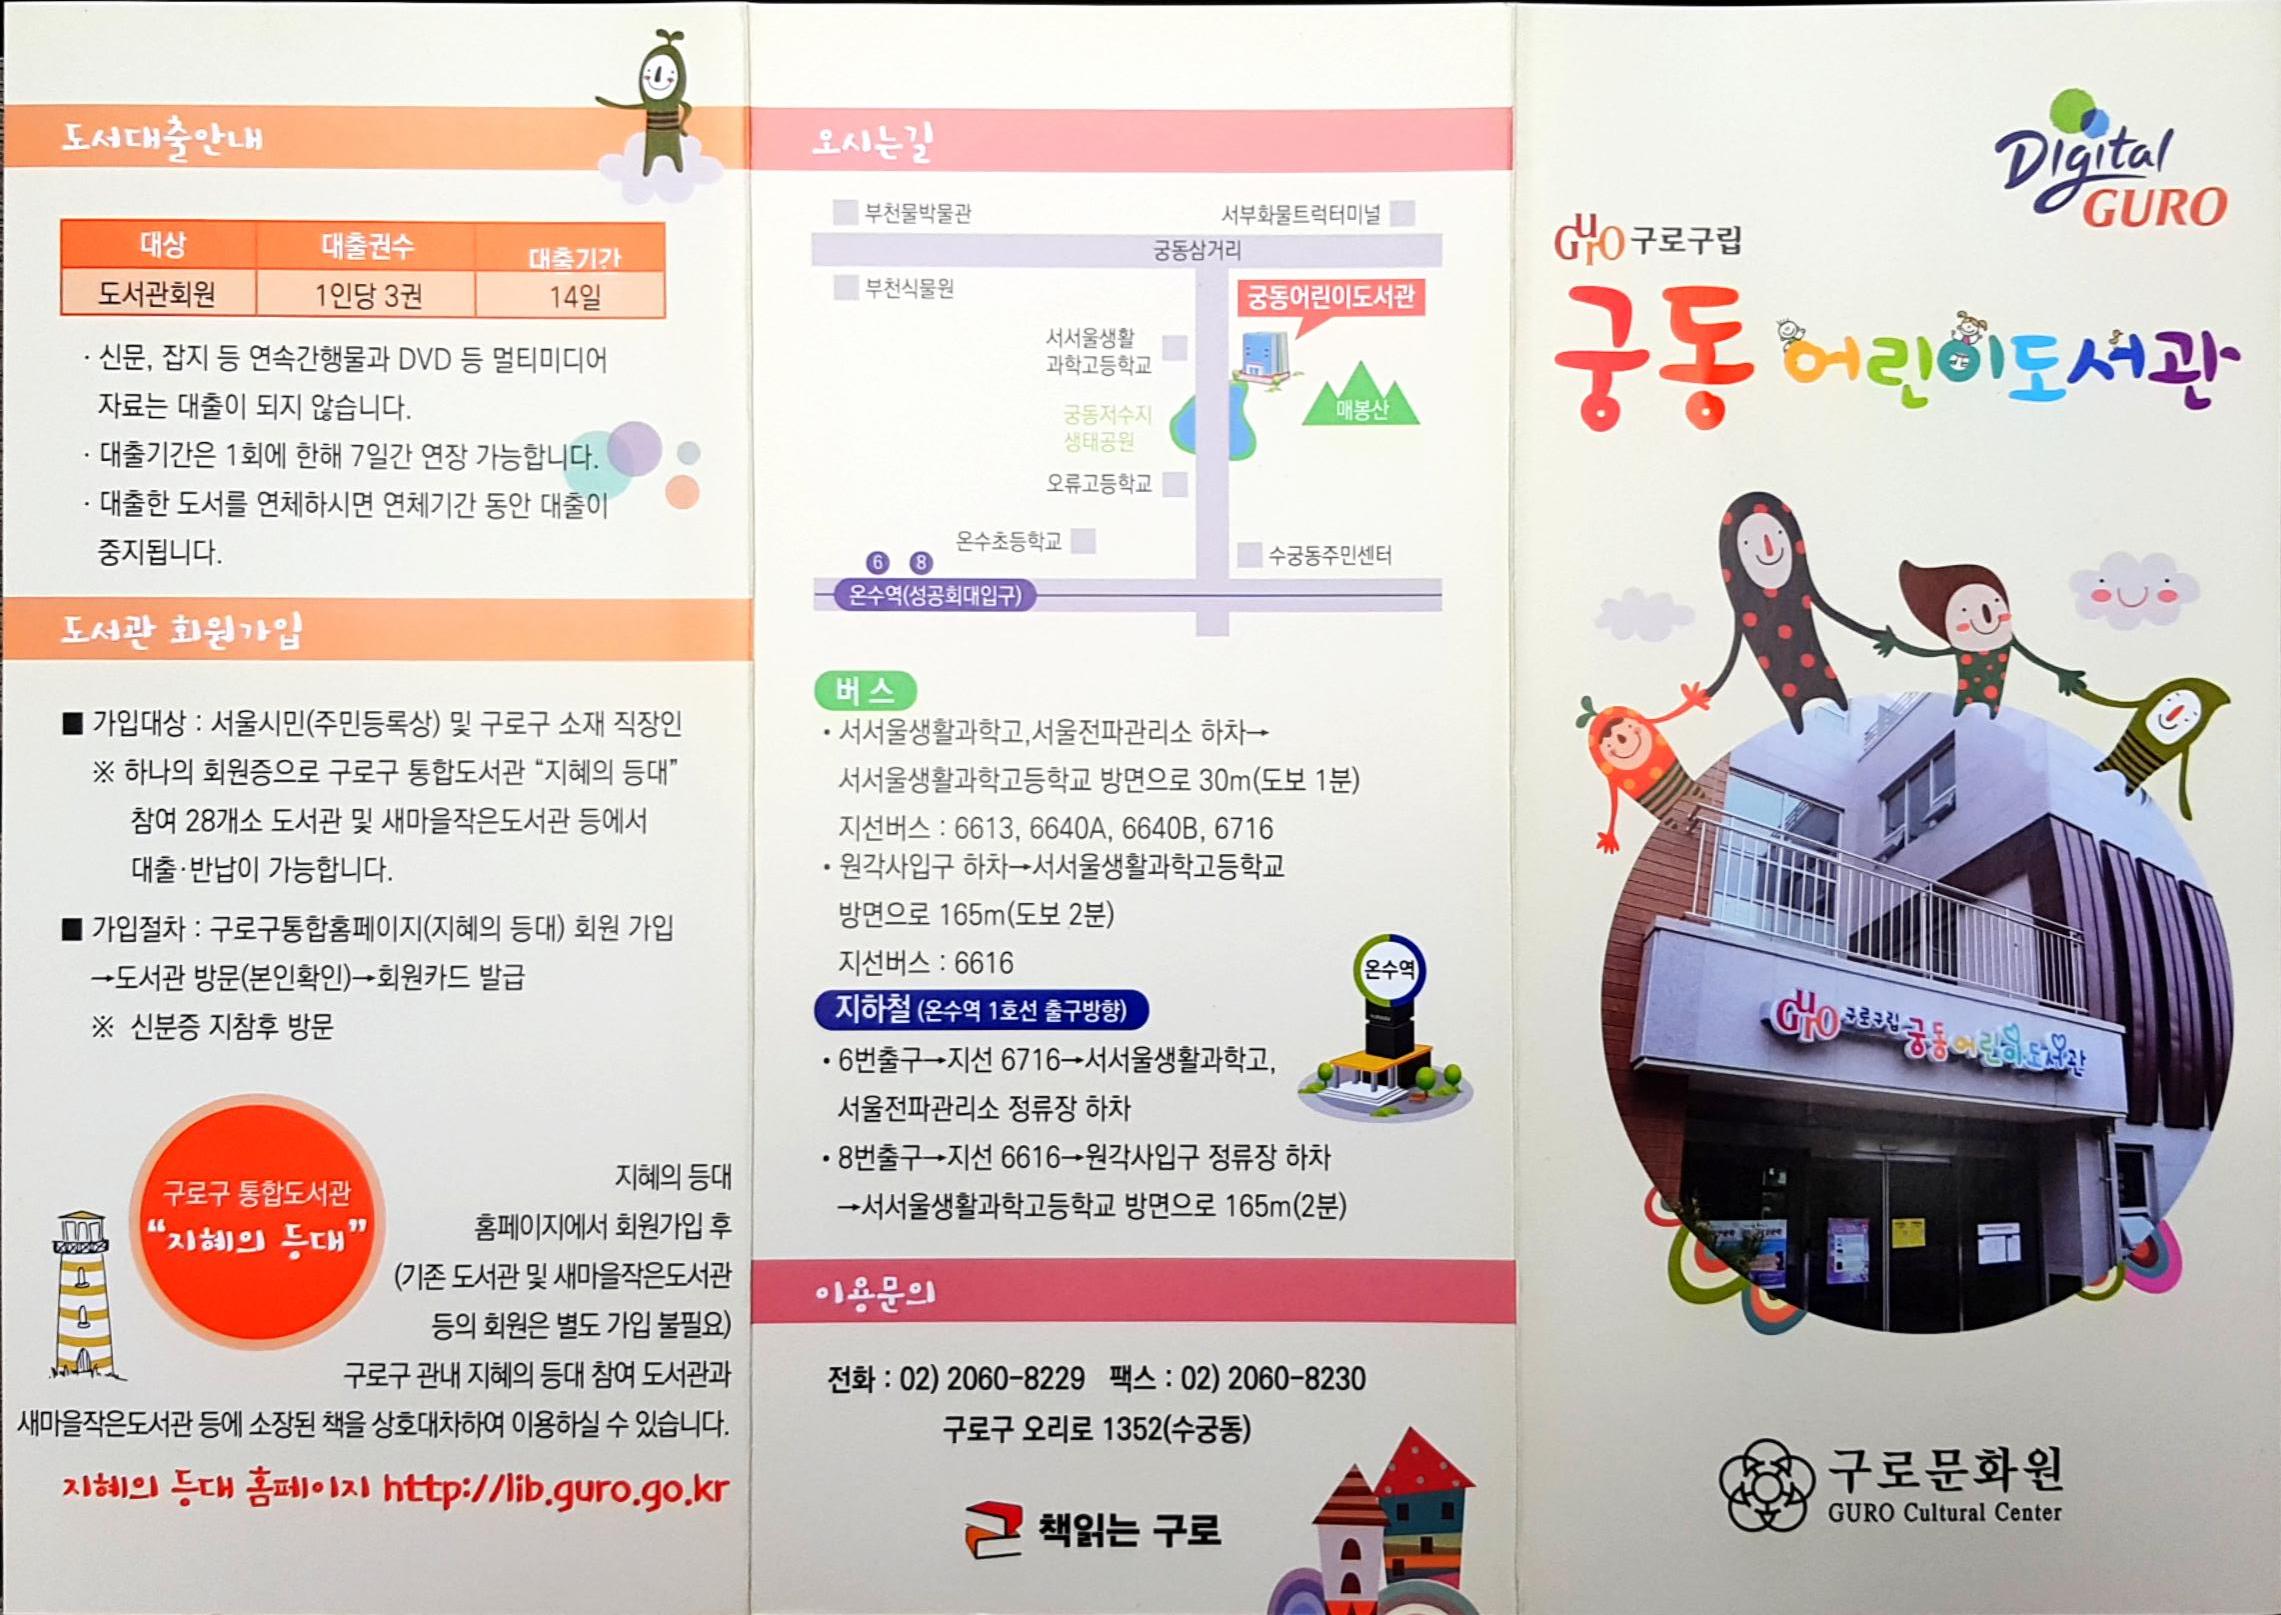 도서대출안내
대상 대출권수 대출기간
도서관회원 1인당 3권 14일
· 신문, 잡지 등 연속간행물과 DVD 등 멀티미디어
자료는 대출이 되지 않습니다.
· 대출기간은 1회에 한해 7일간 연장 가능합니다.
· 대출한 도서를 연체하시면 연체기간 동안 대출이
중지됩니다.
도서관 회원가입
■ 가입대상 : 서울시민(주민등록상) 및 구로구 소재 직장인
※ 하나의 회원증으로 구로구 통합도서관 “지혜의 등대”
참여 28개소 도서관 및 새마을작은도서관 등에서
대출·반납이 가능합니다.
■ 가입절차 : 구로구통합홈페이지(지혜의 등대) 회원 가입
→도서관 방문(본인확인)→회원카드 발급
※ 신분증 지참후 방문
구로구 통합도서관
“지혜의 등대”
지혜의 등대
홈페이지에서 회원가입 후
(기존 도서관 및 새마을작은도서관
등의 회원은 별도 가입 불필요)
구로구 관내 지혜의 등대 참여 도서관과
새마을작은도서관 등에 소장된 책을 상호대차하여 이용하실 수 있습니다.
지혜의 등대 홈페이지 http://lib.guro.go.kr
오시는길
부천물박물관
서부화물트럭터미널
궁동삼거리
부천식물원
궁동어린이도서관
서서울생활
과학고등학교
매봉산
궁동저수지
생태공원
오류고등학교
온수초등학교
수궁동주민센터
6 8
온수역(성공회대입구)
버스
• 서서울생활과학고,서울전파관리소 하차→
서서울생활과학고등학교 방면으로 30m(도보 1분)
지선버스 : 6613, 6640A, 6640B, 6716
• 원각사입구 하차→서서울생활과학고등학교
방면으로 165m(도보 2분)
지선버스 : 6616
지하철 (온수역 1호선 출구방향)
온수역
• 6번출구→지선 6716→서서울생활과학고,
서울전파관리소 정류장 하차
• 8번출구→지선 6616→원각사입구 정류장 하차
→서서울생활과학고등학교 방면으로 165m(2분)
이용문의
전화 : 02) 2060-8229 팩스 : 02) 2060-8230
구로구 오리로 1352(수궁동)
책읽는 구로
Digital
GURO
GurO 구로구립
궁동 어린이도서관
GurO 구로구립 궁동어린이도서관
구로문화원
GURO Cultural Center